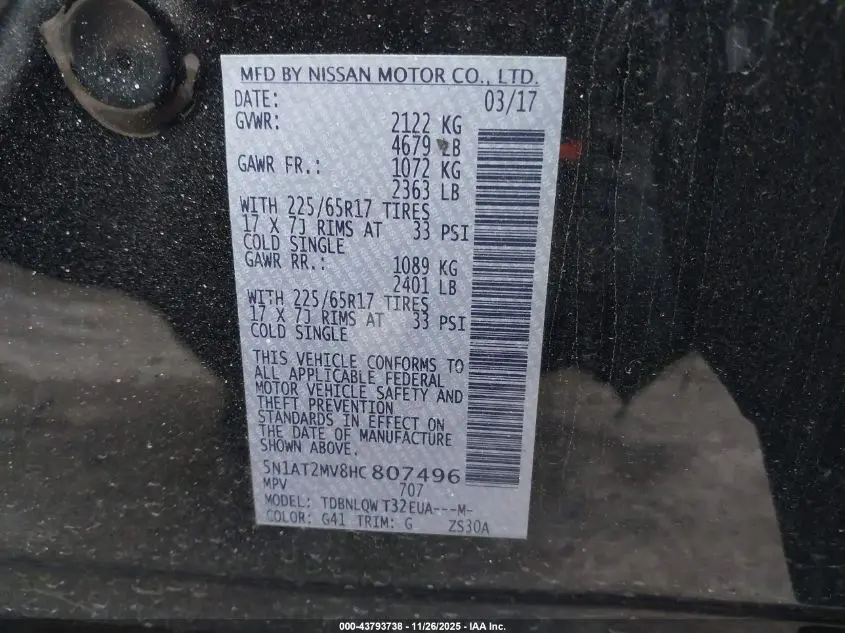 MFD BY NISSAN MOTOR CO., LTD.
DATE: 03/17
GVWR: 2122 KG
4679 LB
GAWR FR.: 1072 KG
2363 LB
WITH 225/65R17 TIRES
17 X 7J RIMS AT 33 PSI
COLD SINGLE
GAWR RR.: 1089 KG
2401 LB
WITH 225/65R17 TIRES
17 X 7J RIMS AT 33 PSI
COLD SINGLE
THIS VEHICLE CONFORMS TO
ALL APPLICABLE FEDERAL
MOTOR VEHICLE SAFETY AND
THEFT PREVENTION
STANDARDS IN EFFECT ON
THE DATE OF MANUFACTURE
SHOWN ABOVE.
5N1AT2MV8HC807496
MPV 707
MODEL: TDBNLQW T32EUA---M-
COLOR: G41 TRIM: G ZS30A
000-43793738 - 11/26/2025 - IAA Inc.